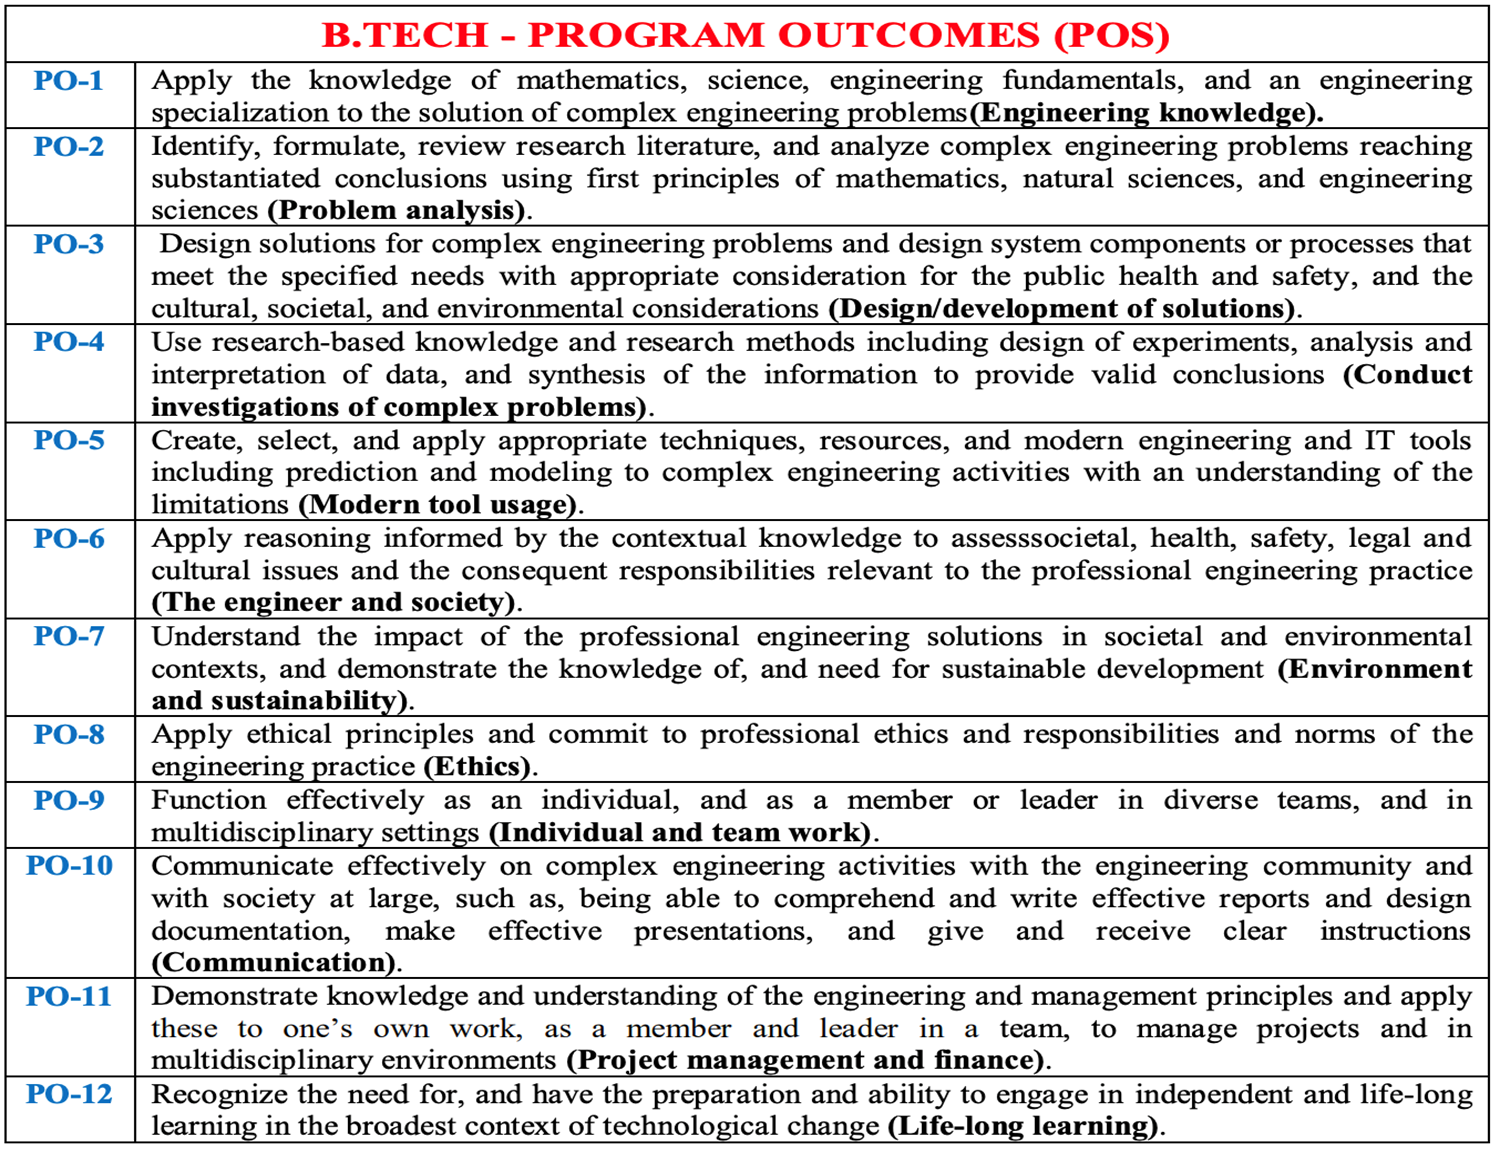 B.TECH - PROGRAM OUTCOMES (POS)
PO-1 Apply the knowledge of mathematics, science, engineering fundamentals, and an engineering
specialization to the solution of complex engineering problems(Engineering knowledge).
PO-2 Identify, formulate, review research literature, and analyze complex engineering problems reaching
substantiated conclusions using first principles of mathematics, natural sciences, and engineering
sciences (Problem analysis).
PO-3 Design solutions for complex engineering problems and design system components or processes that
meet the specified needs with appropriate consideration for the public health and safety, and the
cultural, societal, and environmental considerations (Design/development of solutions).
PO-4 Use research-based knowledge and research methods including design of experiments, analysis and
interpretation of data, and synthesis of the information to provide valid conclusions (Conduct
investigations of complex problems).
PO-5 Create, select, and apply appropriate techniques, resources, and modern engineering and IT tools
including prediction and modeling to complex engineering activities with an understanding of the
limitations (Modern tool usage).
PO-6 Apply reasoning informed by the contextual knowledge to assesssocietal, health, safety, legal and
cultural issues and the consequent responsibilities relevant to the professional engineering practice
(The engineer and society).
PO-7 Understand the impact of the professional engineering solutions in societal and environmental
contexts, and demonstrate the knowledge of, and need for sustainable development (Environment
and sustainability).
PO-8 Apply ethical principles and commit to professional ethics and responsibilities and norms of the
engineering practice (Ethics).
PO-9 Function effectively as an individual, and as a member or leader in diverse teams, and in
multidisciplinary settings (Individual and team work).
PO-10 Communicate effectively on complex engineering activities with the engineering community and
with society at large, such as, being able to comprehend and write effective reports and design
documentation, make effective presentations, and give and receive clear instructions
(Communication).
PO-11 Demonstrate knowledge and understanding of the engineering and management principles and apply
these to one’s own work, as a member and leader in a team, to manage projects and in
multidisciplinary environments (Project management and finance).
PO-12 Recognize the need for, and have the preparation and ability to engage in independent and life-long
learning in the broadest context of technological change (Life-long learning).